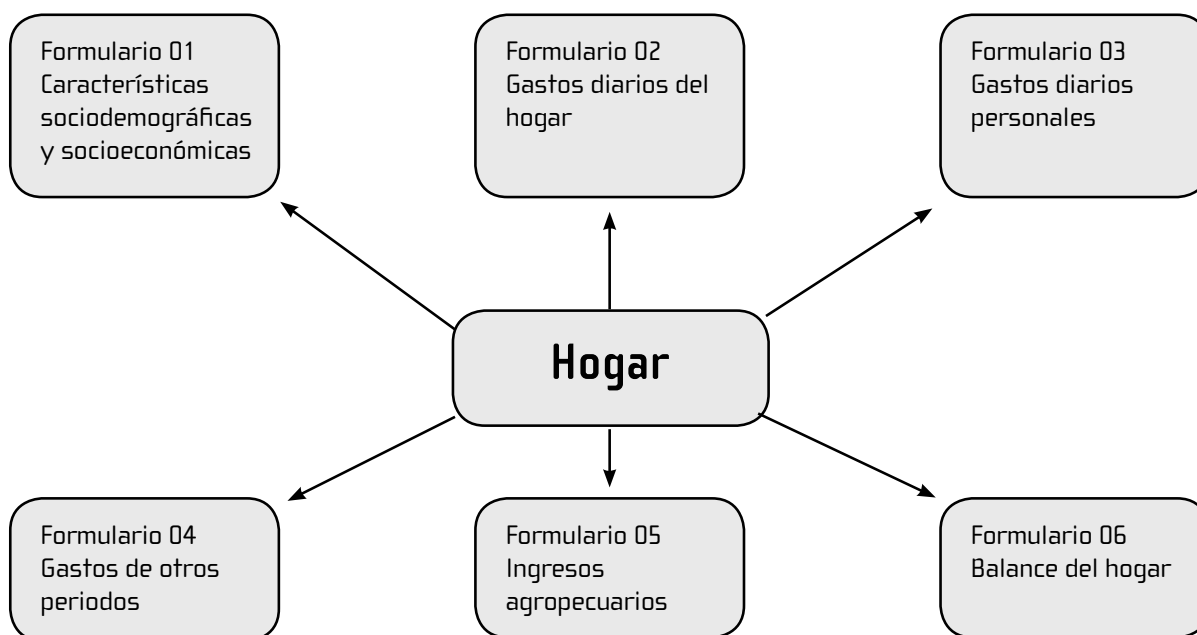 Formulario 01
Características
sociodemográficas
y socioeconómicas
Formulario 02
Gastos diarios del
hogar
Formulario 03
Gastos diarios
personales
Hogar
Formulario 04
Gastos de otros
periodos
Formulario 05
Ingresos
agropecuarios
Formulario 06
Balance del hogar